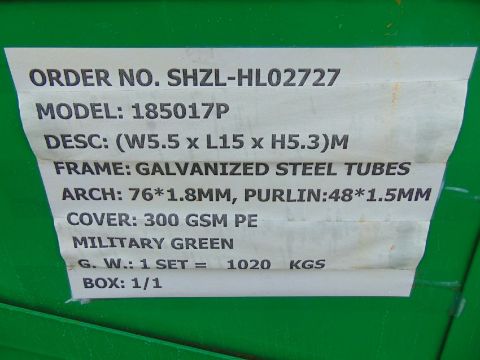 ORDER NO. SHZL-HL02727
MODEL: 185017P
DESC: (W5.5 x L15 x H5.3)M
FRAME: GALVANIZED STEEL TUBES
ARCH: 76*1.8MM, PURLIN:48*1.5MM
COVER: 300 GSM PE
MILITARY GREEN
G. W.: 1 SET = 1020 KGS
BOX: 1/1